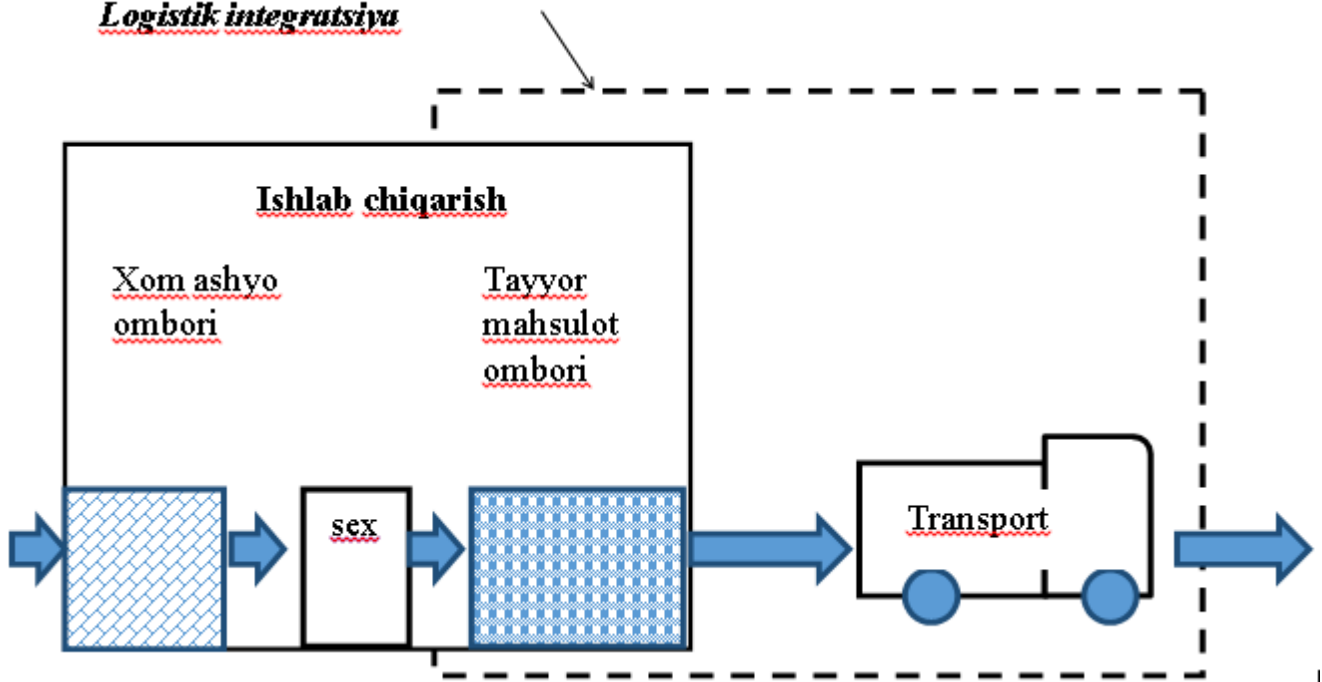 Logistik integratsiya
Ishlab chiqarish
Xom ashyo
ombori
Tayyor
mahsulot
ombori
sex
Transport